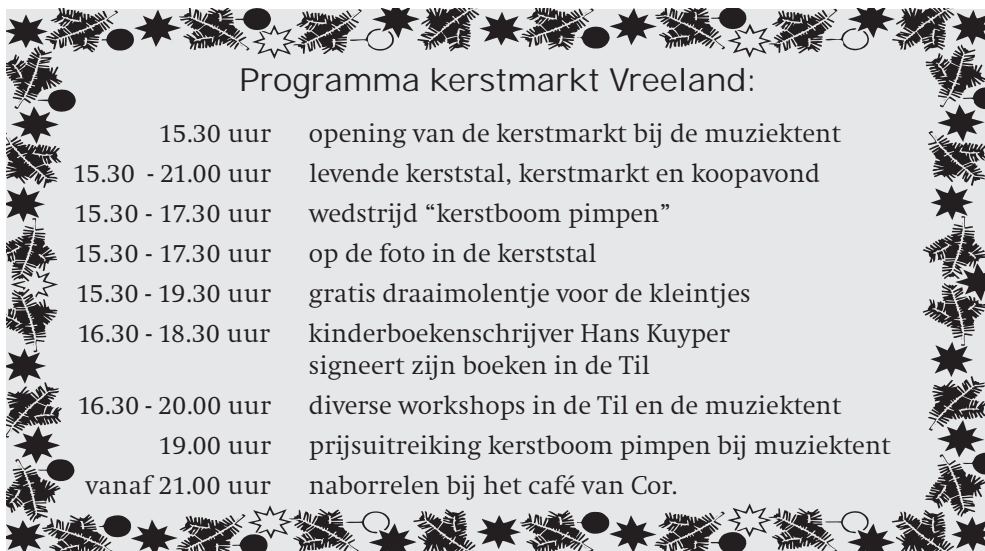 Programma kerstmarkt Vreeland:
15.30 uur opening van de kerstmarkt bij de muziektent
15.30 - 21.00 uur levende kerststal, kerstmarkt en koopavond
15.30 - 17.30 uur wedstrijd “kerstboom pimpen”
15.30 - 17.30 uur op de foto in de kerststal
15.30 - 19.30 uur gratis draaimolentje voor de kleintjes
16.30 - 18.30 uur kinderboekenschrijver Hans Kuyper
signeert zijn boeken in de Til
16.30 - 20.00 uur diverse workshops in de Til en de muziektent
19.00 uur prijsuitreiking kerstboom pimpen bij muziektent
vanaf 21.00 uur naborrelen bij het café van Cor.